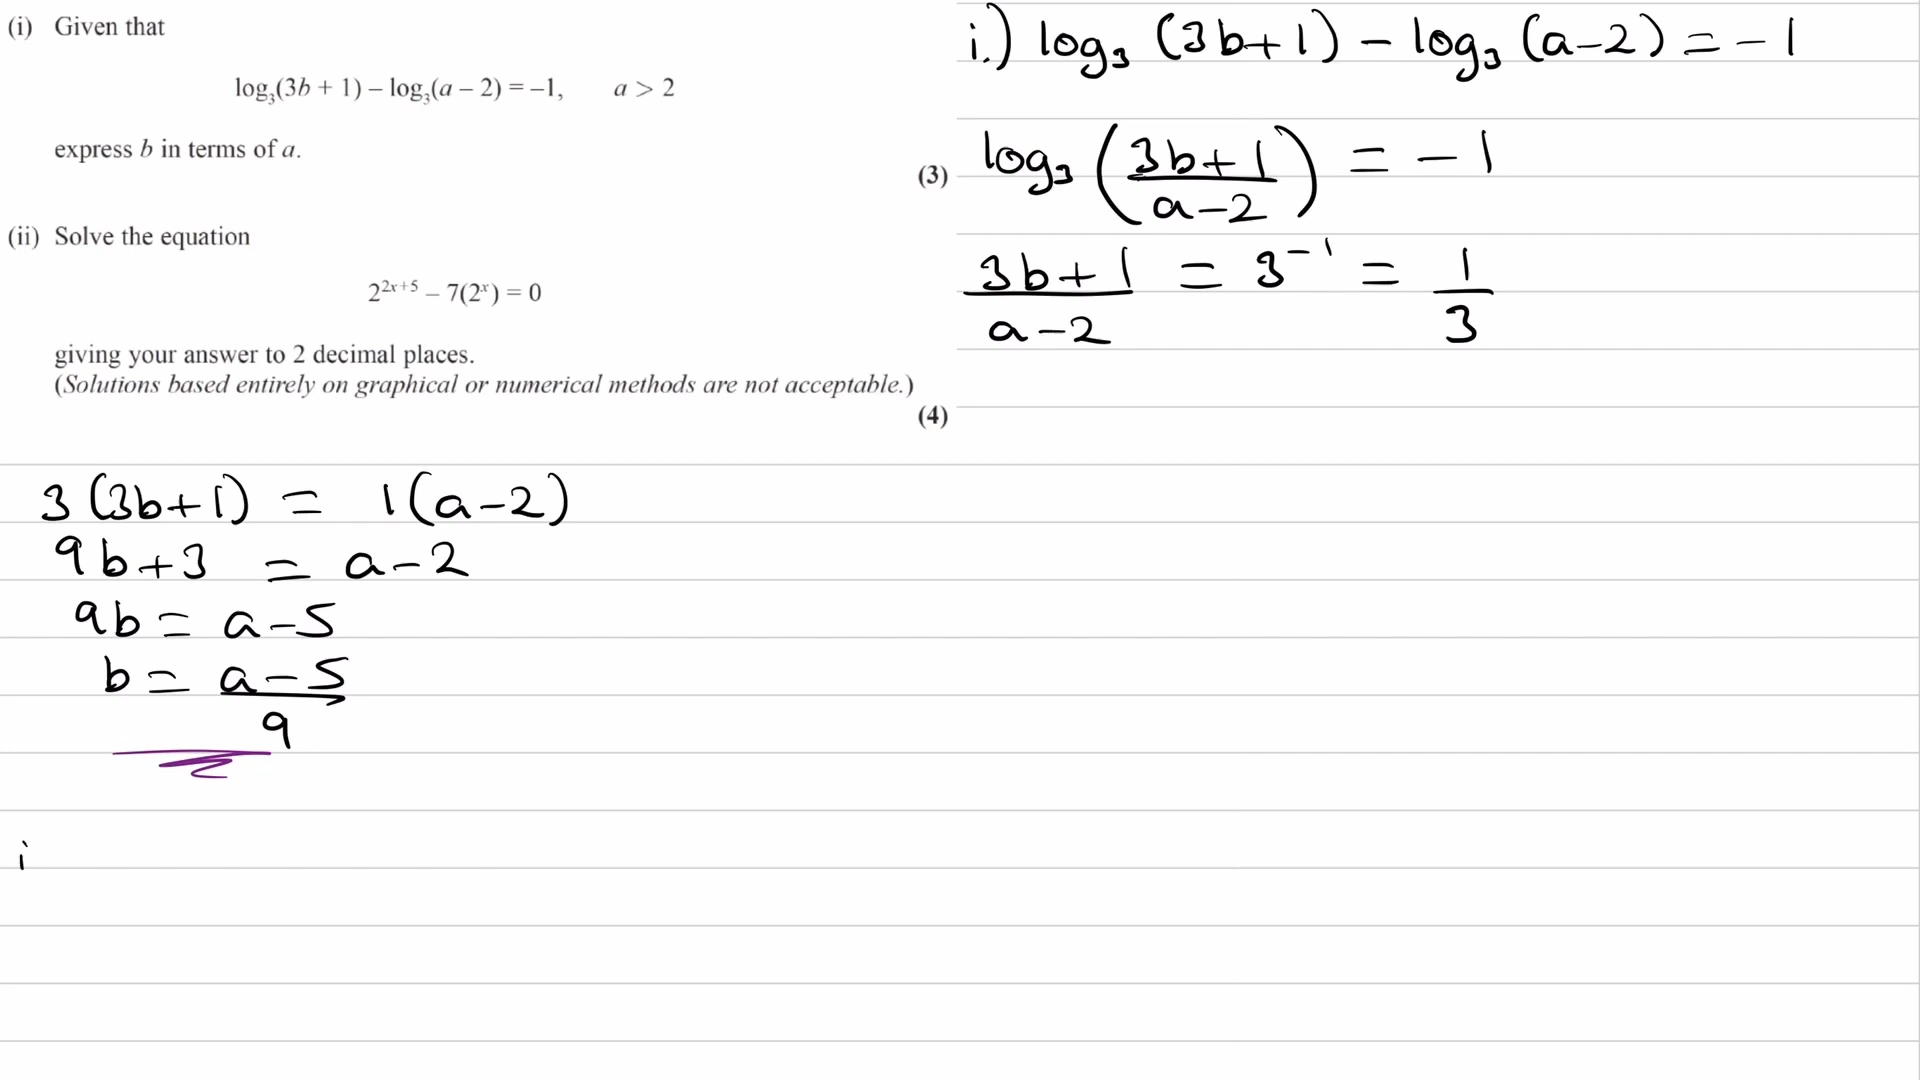 (i) Given that
log₃(3b + 1) – log₃(a – 2) = –1, a > 2
express b in terms of a.
(3)
(ii) Solve the equation
2²ˣ⁺⁵ – 7(2ˣ) = 0
giving your answer to 2 decimal places.
(Solutions based entirely on graphical or numerical methods are not acceptable.)
(4)
i.) log₃ (3b+1) – log₃ (a–2) = –1
log₃ ( (3b+1)/(a–2) ) = –1
(3b+1)/(a–2) = 3⁻¹ = 1/3
3 (3b+1) = 1(a–2)
9b+3 = a–2
9b = a–5
b = (a–5)/9
i